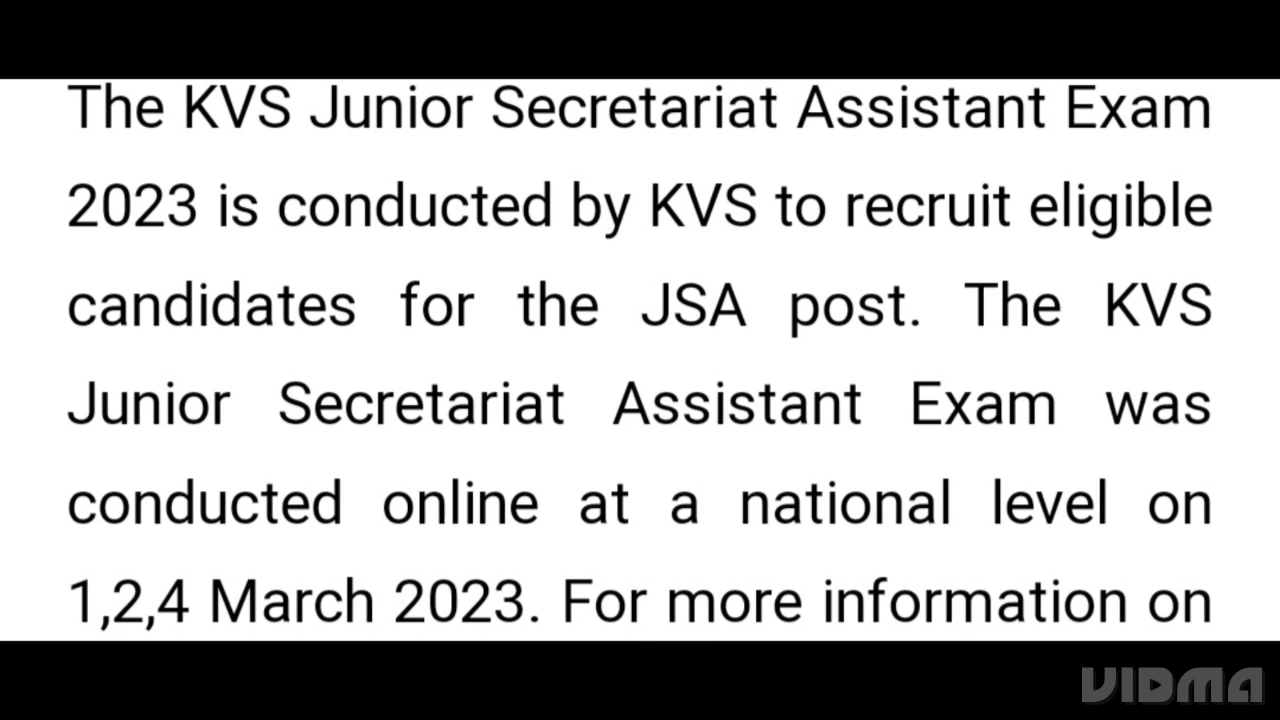 The KVS Junior Secretariat Assistant Exam
2023 is conducted by KVS to recruit eligible
candidates for the JSA post. The KVS
Junior Secretariat Assistant Exam was
conducted online at a national level on
1,2,4 March 2023. For more information on
VIDMA